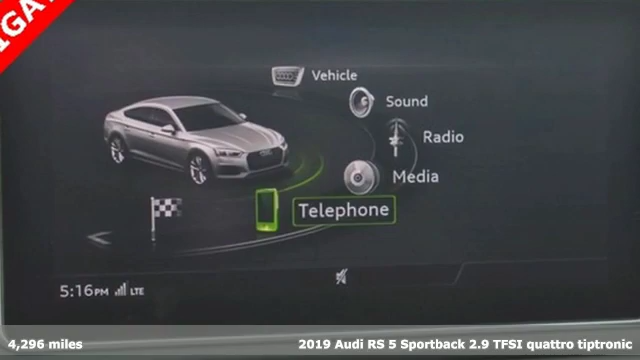 IGAT
Vehicle
Sound
Radio
Media
Telephone
5:16PM LTE
4,296 miles
2019 Audi RS 5 Sportback 2.9 TFSI quattro tiptronic